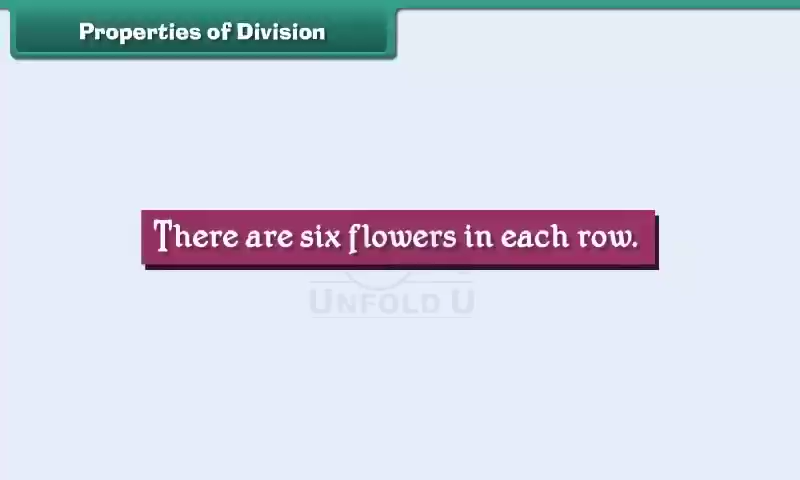 Properties of Division
There are six flowers in each row.
UNFOLD U